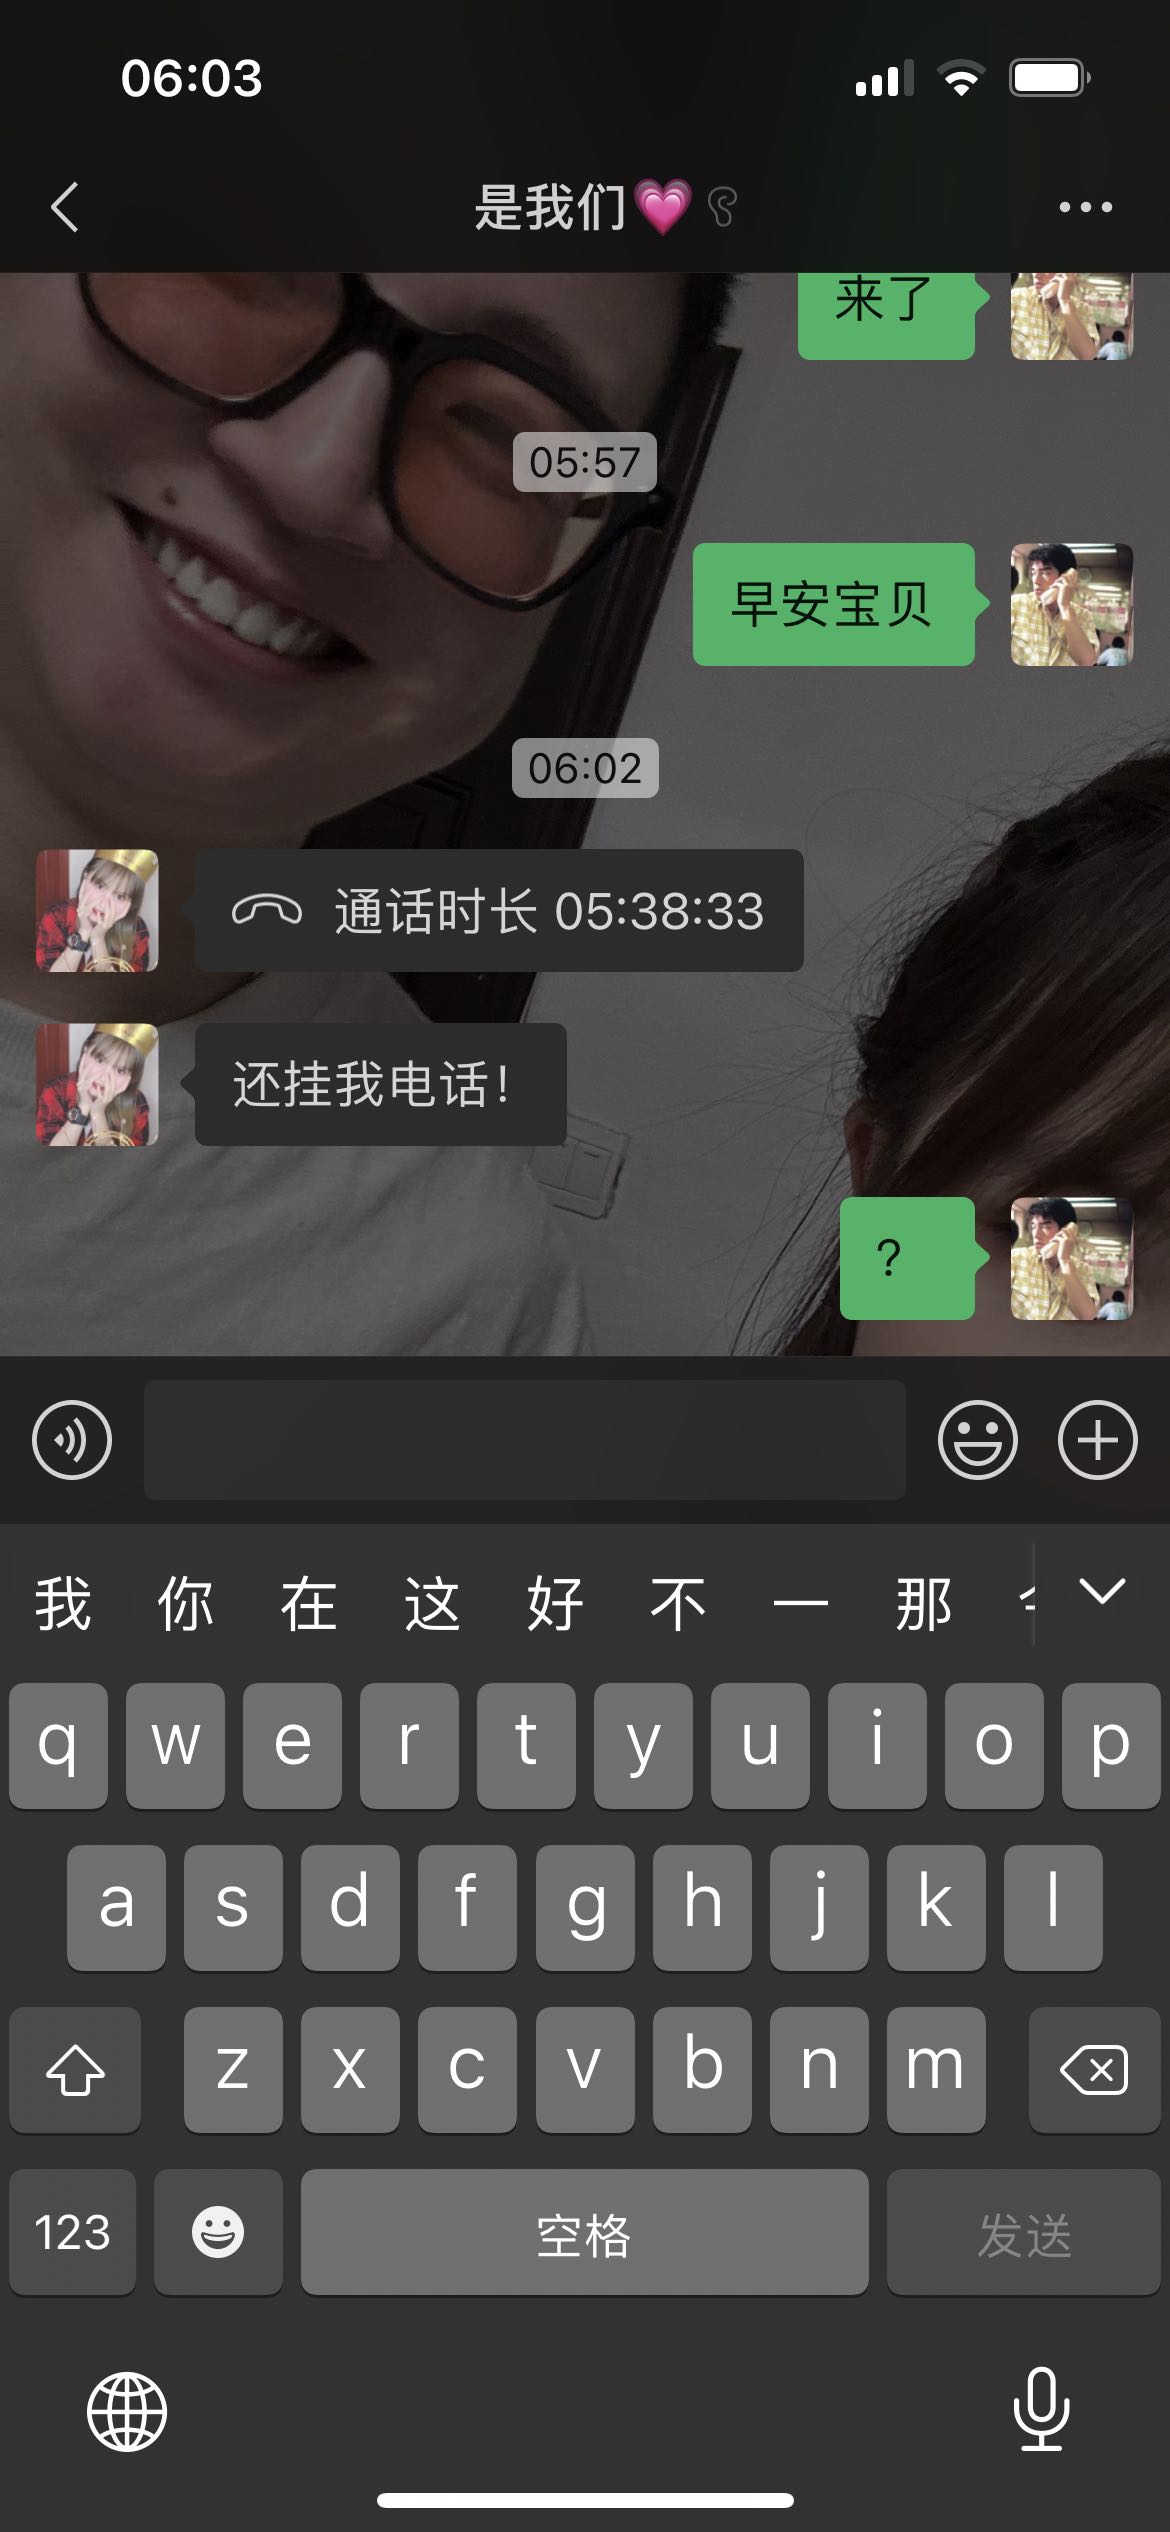 06:03
是我们💗
来了
05:57
早安宝贝
06:02
通话时长 05:38:33
还挂我电话！
？
我 你 在 这 好 不 一 那
q w e r t y u i o p
a s d f g h j k l
z x c v b n m
123 空格 发送